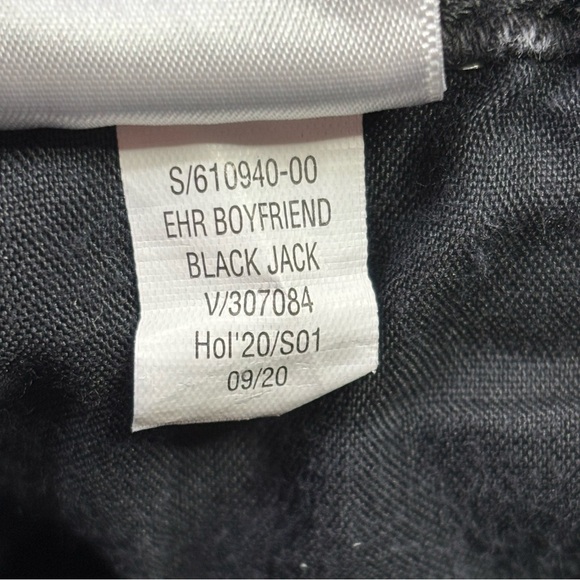 S/610940-00
EHR BOYFRIEND
BLACK JACK
V/307084
Hol'20/S01
09/20